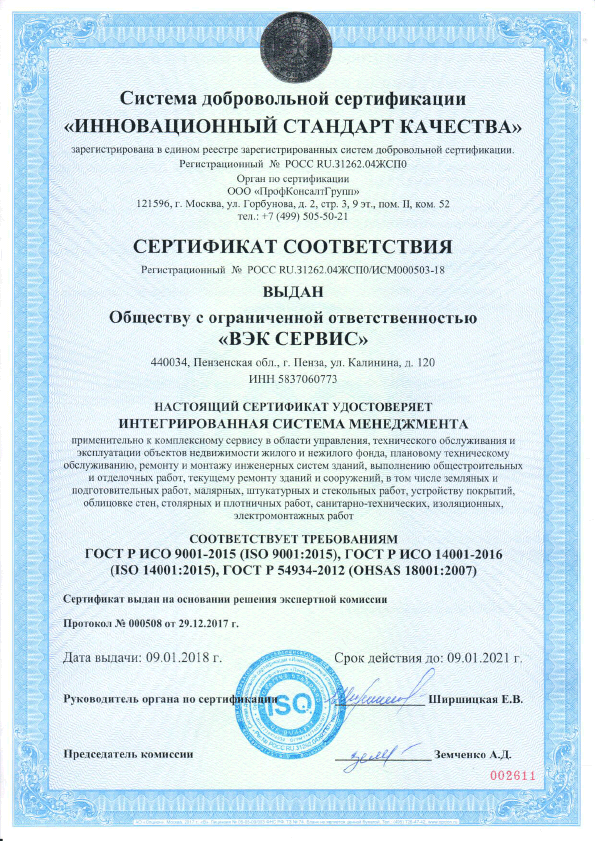 Система добровольной сертификации
«ИННОВАЦИОННЫЙ СТАНДАРТ КАЧЕСТВА»
зарегистрирована в едином реестре зарегистрированных систем добровольной сертификации.
Регистрационный № РОСС RU.31262.04ЖСП0
Орган по сертификации
ООО «ПрофКонсалтГрупп»
121596, г. Москва, ул. Горбунова, д. 2, стр. 3, 9 эт., пом. II, ком. 52
тел.: +7 (499) 505-50-21
СЕРТИФИКАТ СООТВЕТСТВИЯ
Регистрационный № РОСС RU.31262.04ЖСП0/ИСМ000503-18
ВЫДАН
Обществу с ограниченной ответственностью
«ВЭК СЕРВИС»
440034, Пензенская обл., г. Пенза, ул. Калинина, д. 120
ИНН 5837060773
НАСТОЯЩИЙ СЕРТИФИКАТ УДОСТОВЕРЯЕТ
ИНТЕГРИРОВАННАЯ СИСТЕМА МЕНЕДЖМЕНТА
применительно к комплексному сервису в области управления, технического обслуживания и
эксплуатации объектов недвижимости жилого и нежилого фонда, плановому техническому
обслуживанию, ремонту и монтажу инженерных систем зданий, выполнению общестроительных
и отделочных работ, текущему ремонту зданий и сооружений, в том числе земляных и
подготовительных работ, малярных, штукатурных и стекольных работ, устройству покрытий,
облицовке стен, столярных и плотничных работ, санитарно-технических, изоляционных,
электромонтажных работ
СООТВЕТСТВУЕТ ТРЕБОВАНИЯМ
ГОСТ Р ИСО 9001-2015 (ISO 9001:2015), ГОСТ Р ИСО 14001-2016
(ISO 14001:2015), ГОСТ Р 54934-2012 (OHSAS 18001:2007)
Сертификат выдан на основании решения экспертной комиссии
Протокол № 000508 от 29.12.2017 г.
Дата выдачи: 09.01.2018 г. Срок действия до: 09.01.2021 г.
Руководитель органа по сертификации Ширшицкая Е.В.
ISO
Председатель комиссии Земченко А.Д.
002611